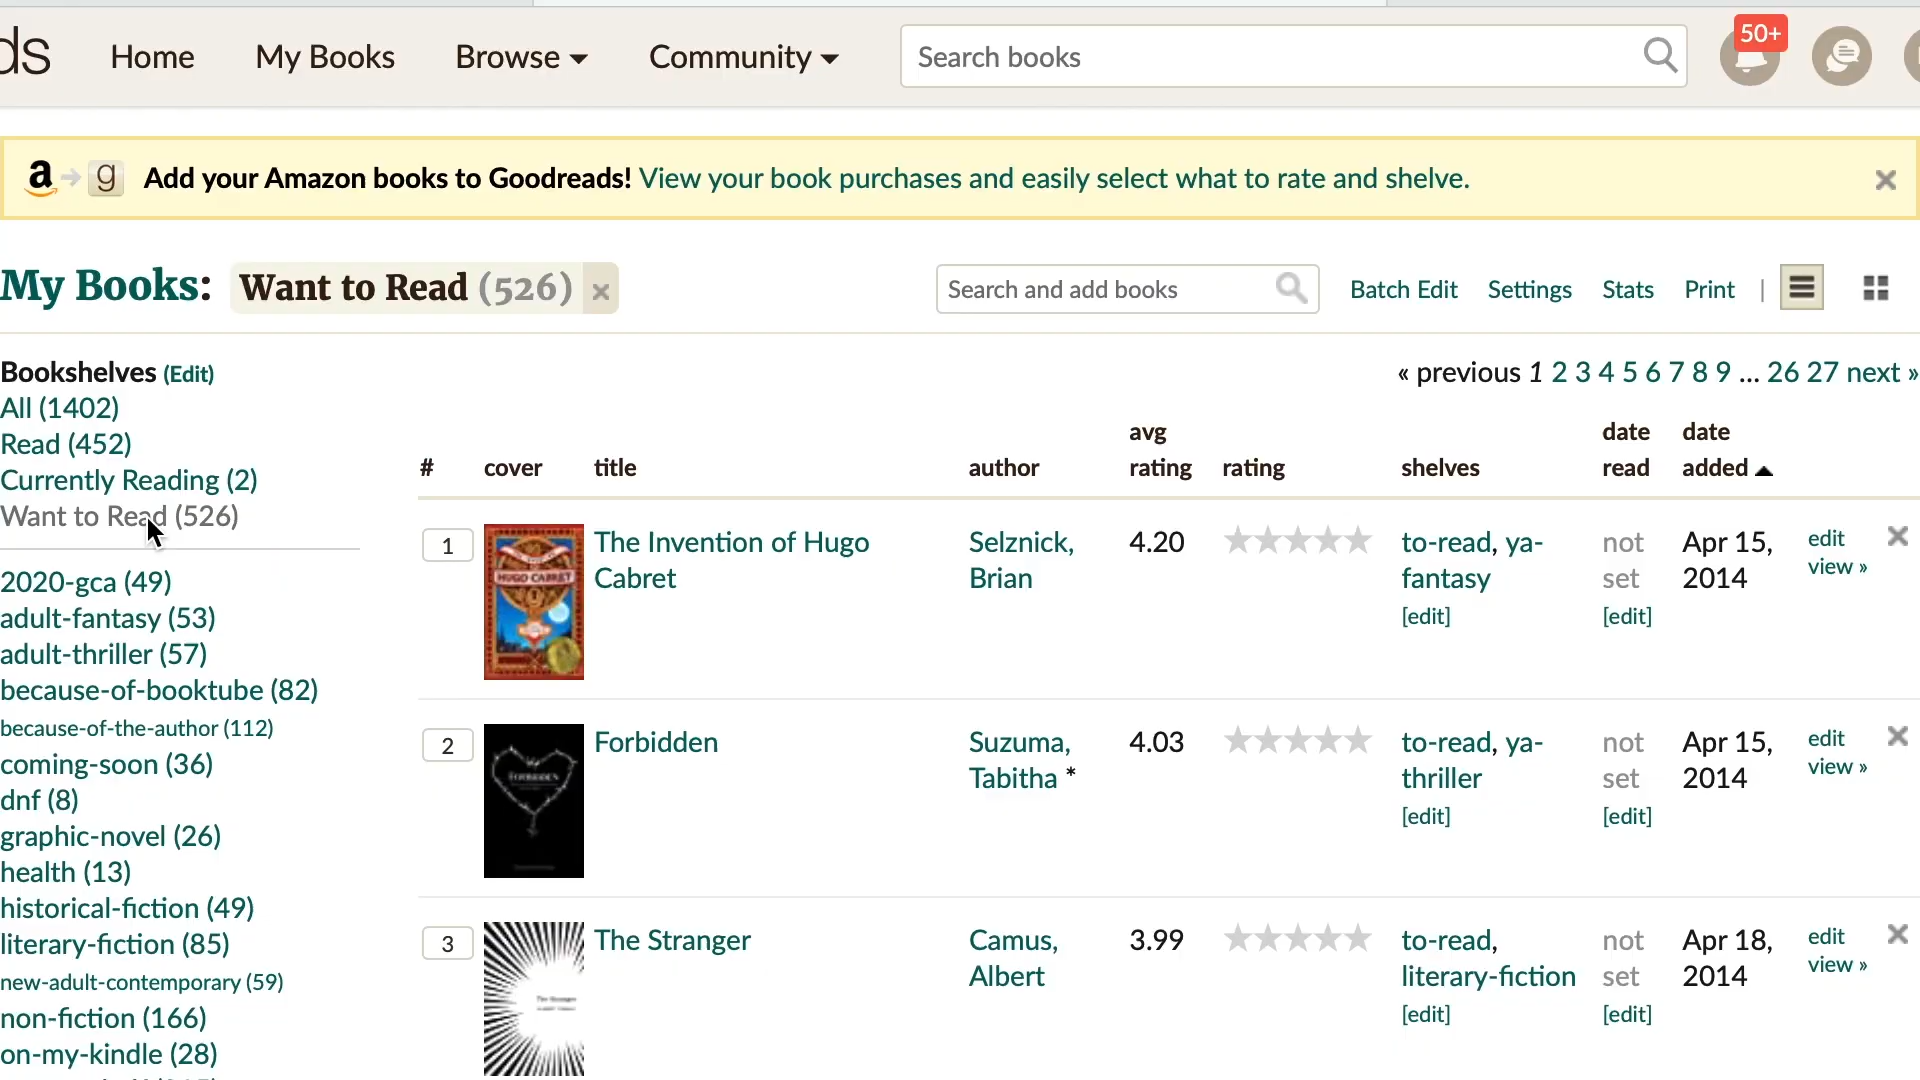 ds Home My Books Browse Community Search books 50+
a g Add your Amazon books to Goodreads! View your book purchases and easily select what to rate and shelve.
My Books: Want to Read (526) × Search and add books Batch Edit Settings Stats Print |
Bookshelves (Edit)
All (1402)
Read (452)
Currently Reading (2)
Want to Read (526)
2020-gca (49)
adult-fantasy (53)
adult-thriller (57)
because-of-booktube (82)
because-of-the-author (112)
coming-soon (36)
dnf (8)
graphic-novel (26)
health (13)
historical-fiction (49)
literary-fiction (85)
new-adult-contemporary (59)
non-fiction (166)
on-my-kindle (28)
« previous 1 2 3 4 5 6 7 8 9 ... 26 27 next »
# cover title author avg rating rating shelves date read date added
1 HUGO CABRET The Invention of Hugo Cabret Selznick, Brian 4.20 to-read, ya-fantasy [edit] not set [edit] Apr 15, 2014 edit view »
2 FORBIDDEN Forbidden Suzuma, Tabitha * 4.03 to-read, ya-thriller [edit] not set [edit] Apr 15, 2014 edit view »
3 The Stranger The Stranger Camus, Albert 3.99 to-read, literary-fiction [edit] not set [edit] Apr 18, 2014 edit view »